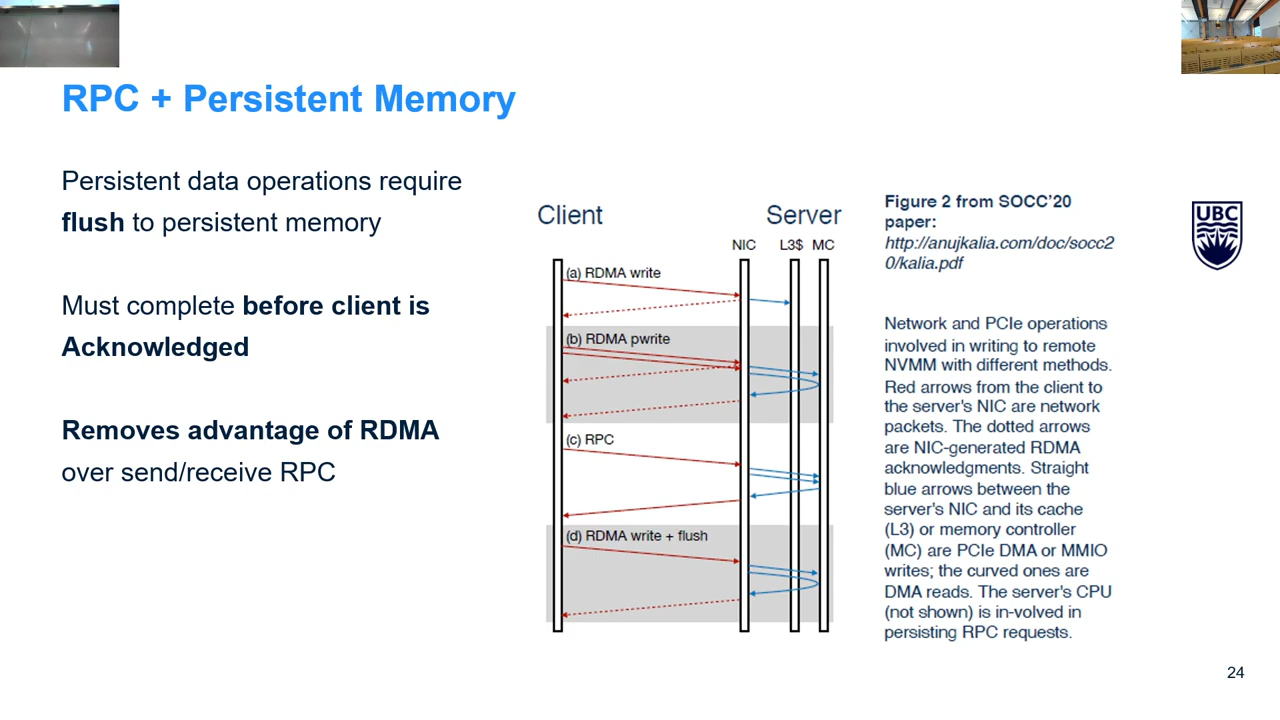 RPC + Persistent Memory
Persistent data operations require
flush to persistent memory
Must complete before client is
Acknowledged
Removes advantage of RDMA
over send/receive RPC
Client
Server
NIC
L3$
MC
(a) RDMA write
(b) RDMA pwrite
(c) RPC
(d) RDMA write + flush
Figure 2 from SOCC'20
paper:
http://anujkalia.com/doc/socc2
0/kalia.pdf
Network and PCIe operations
involved in writing to remote
NVMM with different methods.
Red arrows from the client to
the server's NIC are network
packets. The dotted arrows
are NIC-generated RDMA
acknowledgments. Straight
blue arrows between the
server's NIC and its cache
(L3) or memory controller
(MC) are PCIe DMA or MMIO
writes; the curved ones are
DMA reads. The server's CPU
(not shown) is in-volved in
persisting RPC requests.
UBC
24